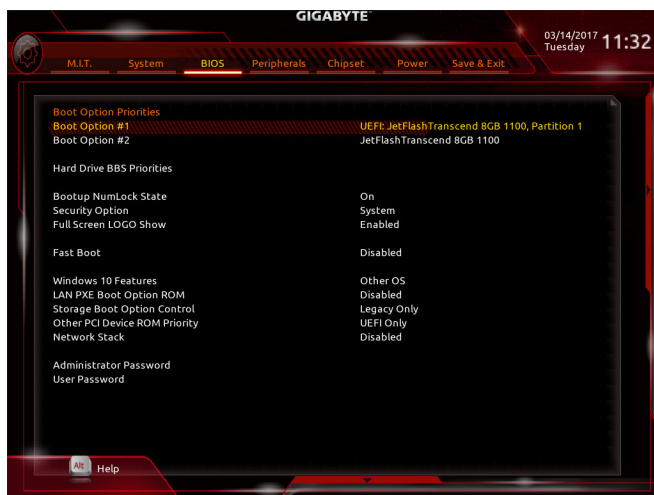 GIGABYTE™
03/14/2017
Tuesday
11:32
M.I.T. System BIOS Peripherals Chipset Power Save & Exit
Boot Option Priorities
Boot Option #1 UEFI: JetFlashTranscend 8GB 1100, Partition 1
Boot Option #2 JetFlashTranscend 8GB 1100
Hard Drive BBS Priorities
Bootup NumLock State On
Security Option System
Full Screen LOGO Show Enabled
Fast Boot Disabled
Windows 10 Features Other OS
LAN PXE Boot Option ROM Disabled
Storage Boot Option Control Legacy Only
Other PCI Device ROM Priority UEFI Only
Network Stack Disabled
Administrator Password
User Password
Alt Help